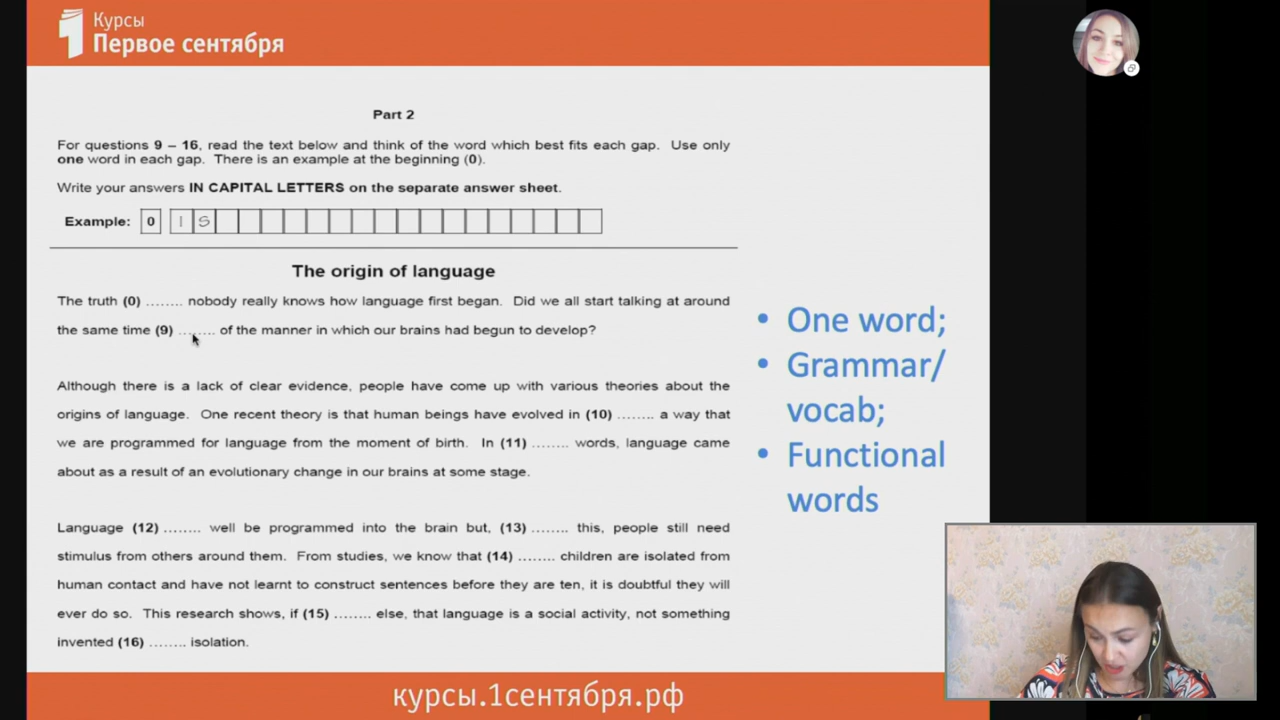 Курсы
Первое сентября
Part 2
For questions 9 – 16, read the text below and think of the word which best fits each gap. Use only
one word in each gap. There is an example at the beginning (0).
Write your answers IN CAPITAL LETTERS on the separate answer sheet.
Example: 0 I S
The origin of language
The truth (0) ........ nobody really knows how language first began. Did we all start talking at around
the same time (9) ........ of the manner in which our brains had begun to develop?
Although there is a lack of clear evidence, people have come up with various theories about the
origins of language. One recent theory is that human beings have evolved in (10) ........ a way that
we are programmed for language from the moment of birth. In (11) ........ words, language came
about as a result of an evolutionary change in our brains at some stage.
Language (12) ........ well be programmed into the brain but, (13) ........ this, people still need
stimulus from others around them. From studies, we know that (14) ........ children are isolated from
human contact and have not learnt to construct sentences before they are ten, it is doubtful they will
ever do so. This research shows, if (15) ........ else, that language is a social activity, not something
invented (16) ........ isolation.
• One word;
• Grammar/
vocab;
• Functional
words
курсы.1сентября.рф